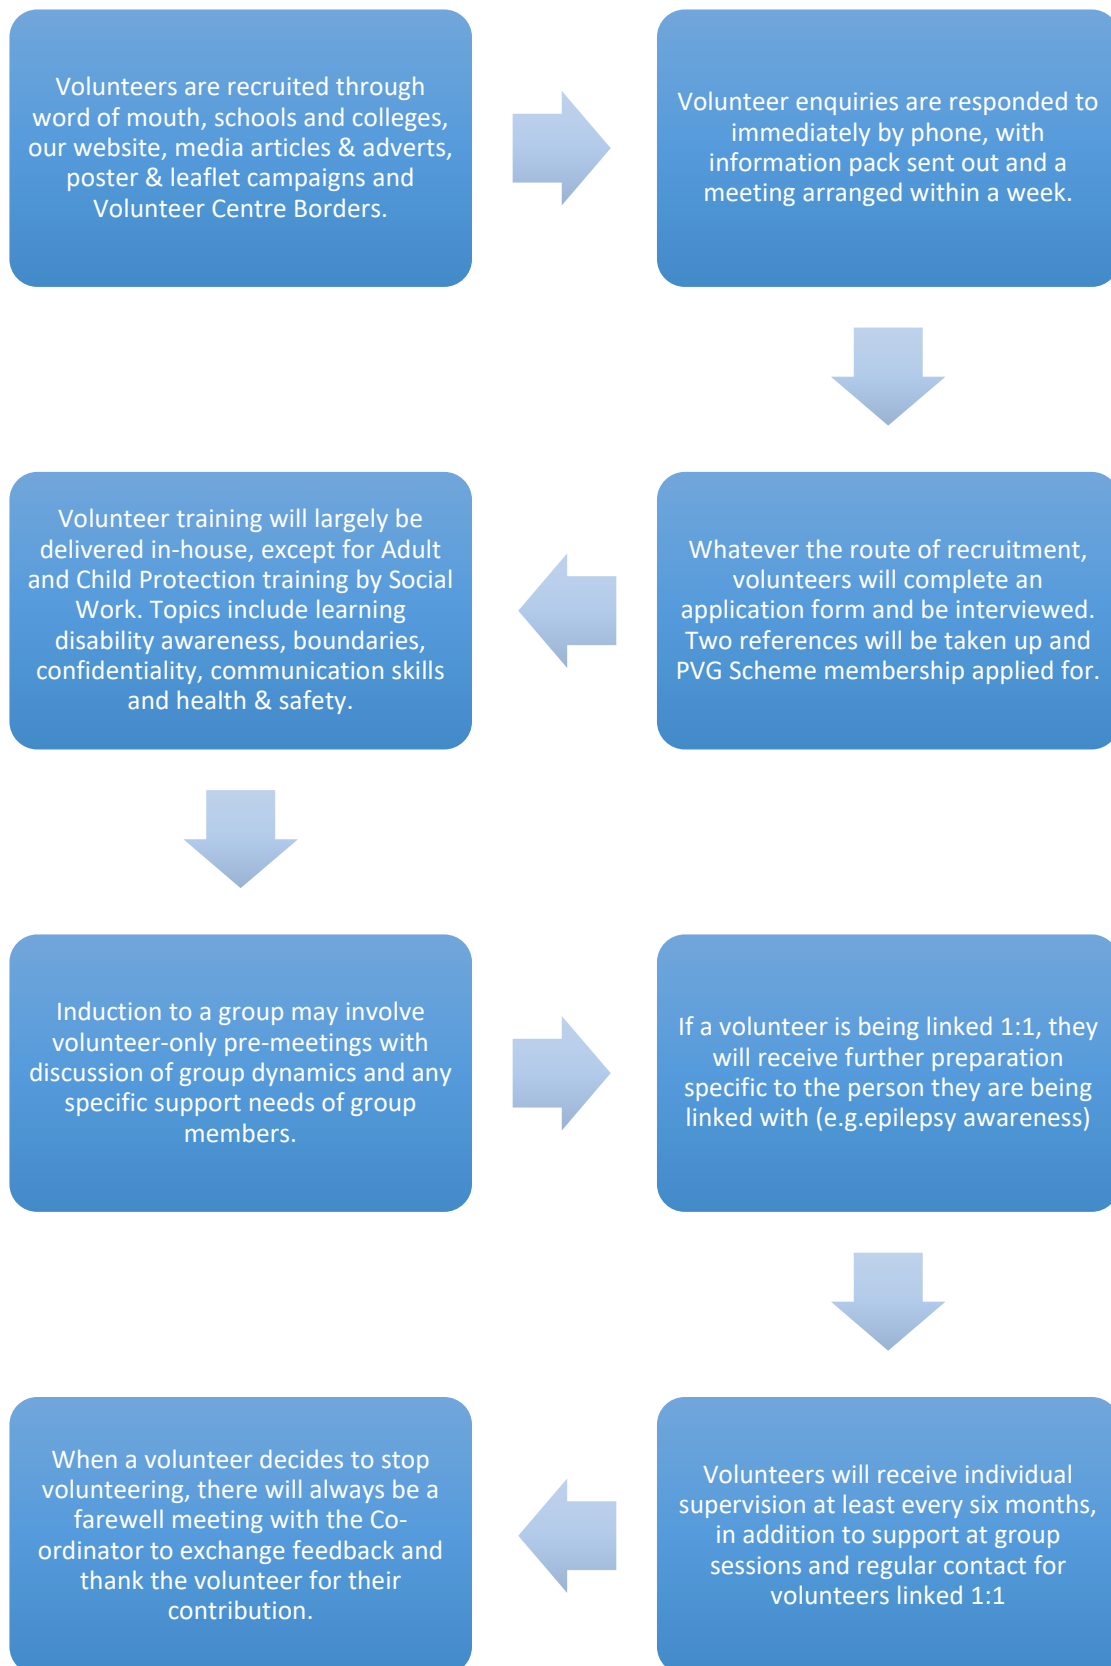 Volunteers are recruited through
word of mouth, schools and colleges,
our website, media articles & adverts,
poster & leaflet campaigns and
Volunteer Centre Borders.
Volunteer enquiries are responded to
immediately by phone, with
information pack sent out and a
meeting arranged within a week.
Whatever the route of recruitment,
volunteers will complete an
application form and be interviewed.
Two references will be taken up and
PVG Scheme membership applied for.
Volunteer training will largely be
delivered in-house, except for Adult
and Child Protection training by Social
Work. Topics include learning
disability awareness, boundaries,
confidentiality, communication skills
and health & safety.
Induction to a group may involve
volunteer-only pre-meetings with
discussion of group dynamics and any
specific support needs of group
members.
If a volunteer is being linked 1:1, they
will receive further preparation
specific to the person they are being
linked with (e.g.epilepsy awareness)
Volunteers will receive individual
supervision at least every six months,
in addition to support at group
sessions and regular contact for
volunteers linked 1:1
When a volunteer decides to stop
volunteering, there will always be a
farewell meeting with the Co-
ordinator to exchange feedback and
thank the volunteer for their
contribution.